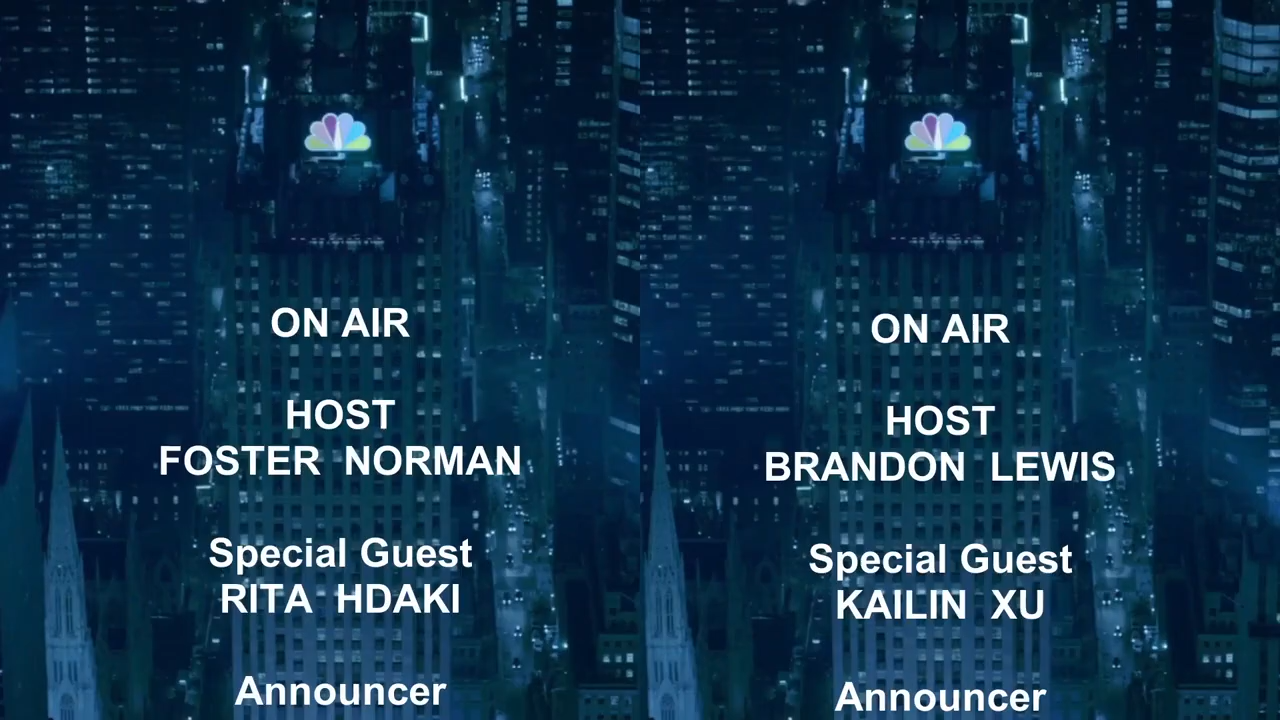 ON AIR
HOST
FOSTER NORMAN
Special Guest
RITA HDAKI
Announcer
ON AIR
HOST
BRANDON LEWIS
Special Guest
KAILIN XU
Announcer